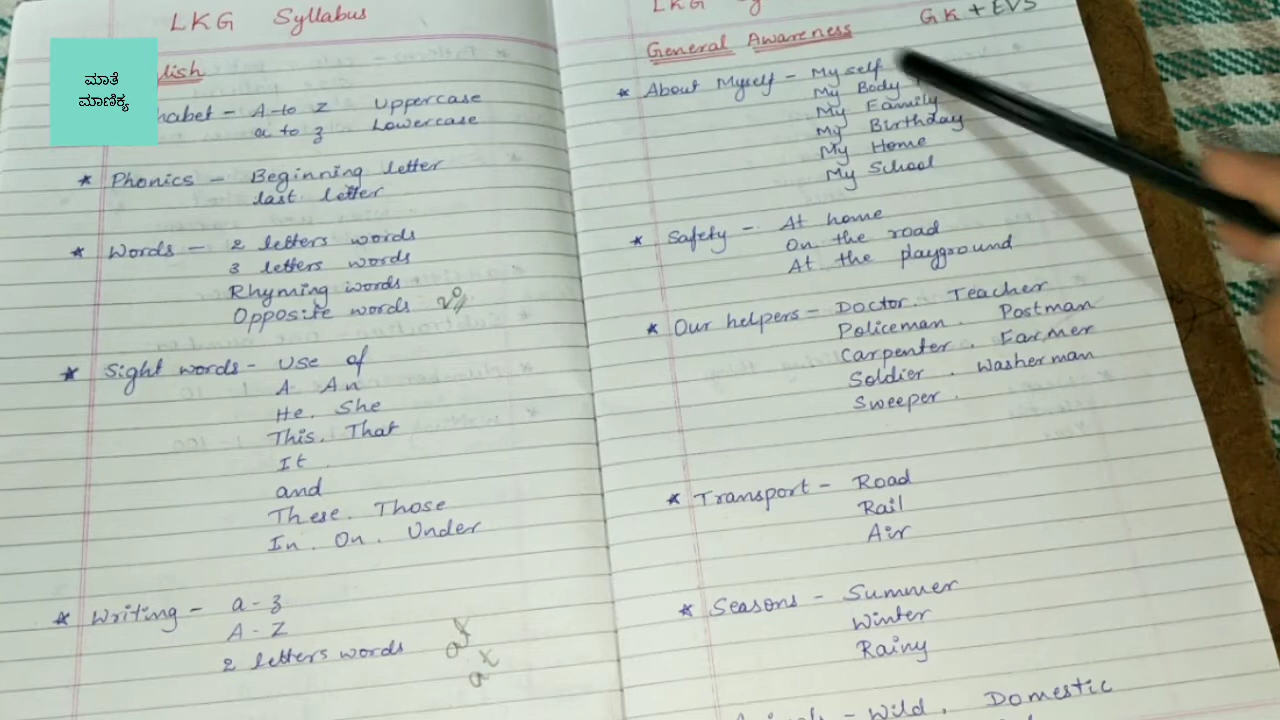 LKG Syllabus
ಮಾತೆ
ಮಾಣಿಕ್ಯ
lish
habet - A to Z Uppercase
a to z Lowercase
* Phonics - Beginning letter
last letter
* Words - 2 letters words
3 letters words
Rhyming words
Opposite words
* Sight words - Use of
A An
He. She
This. That
It.
and
These. Those
In. On. Under
* Writing - a - z
A - Z
2 letters words
at
LKG Sy
GK + EVS
General Awareness
* About Myself - My self
My Body
My Family
My Birthday
My Home
My School
* Safety - At home
On the road
At the playground
* Our helpers - Doctor. Teacher
Policeman. Postman
Carpenter. Farmer
Soldier. Washerman
Sweeper.
* Transport - Road
Rail
Air
* Seasons - Summer
Winter
Rainy
- Wild, Domestic